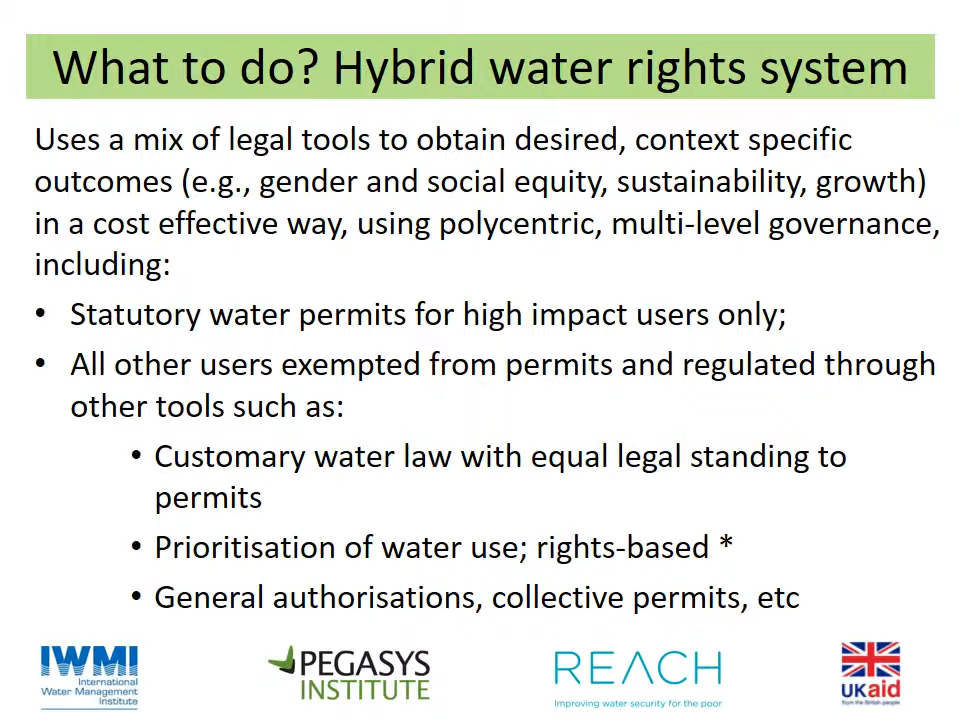 What to do? Hybrid water rights system
Uses a mix of legal tools to obtain desired, context specific
outcomes (e.g., gender and social equity, sustainability, growth)
in a cost effective way, using polycentric, multi-level governance,
including:
• Statutory water permits for high impact users only;
• All other users exempted from permits and regulated through
other tools such as:
• Customary water law with equal legal standing to
permits
• Prioritisation of water use; rights-based *
• General authorisations, collective permits, etc
IWMI
International
Water Management
Institute
PEGASYS
INSTITUTE
REACH
Improving water security for the poor
UKaid
from the British people